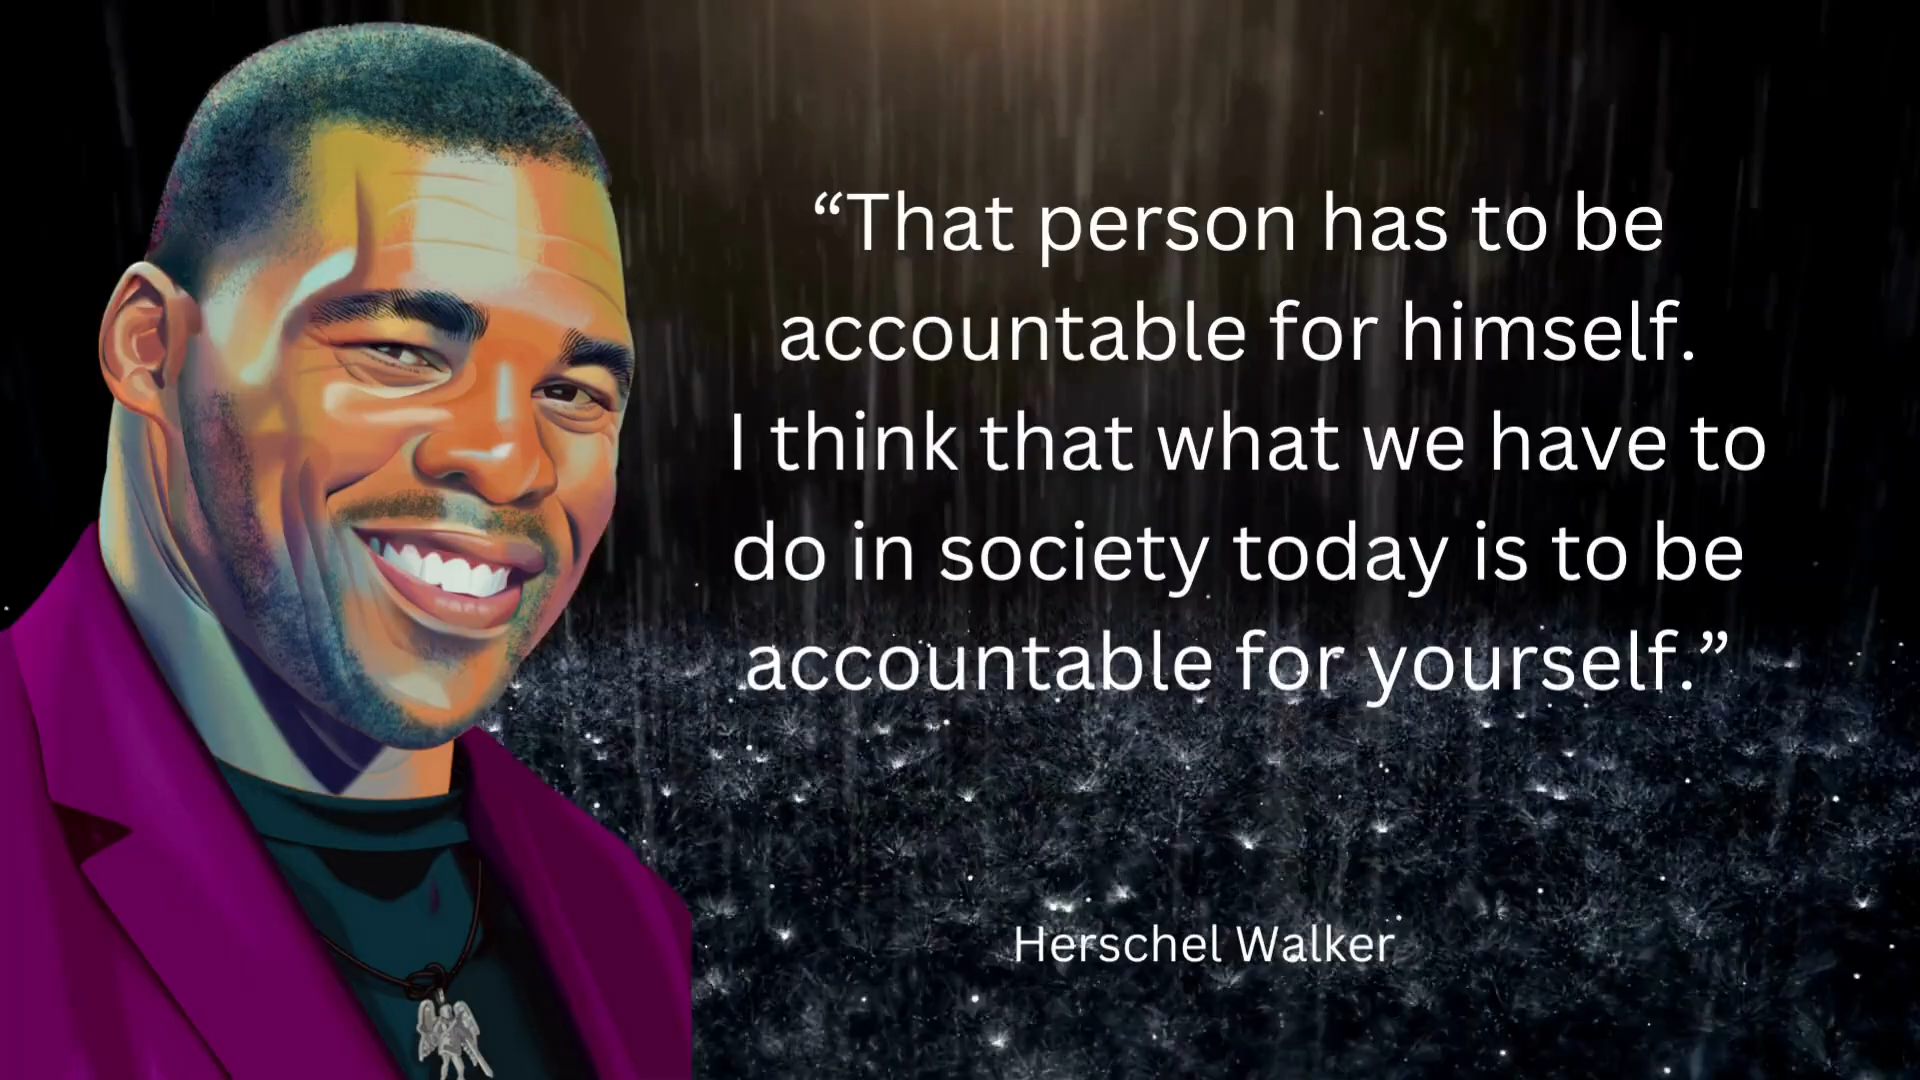 “That person has to be
accountable for himself.
I think that what we have to
do in society today is to be
accountable for yourself.”
Herschel Walker